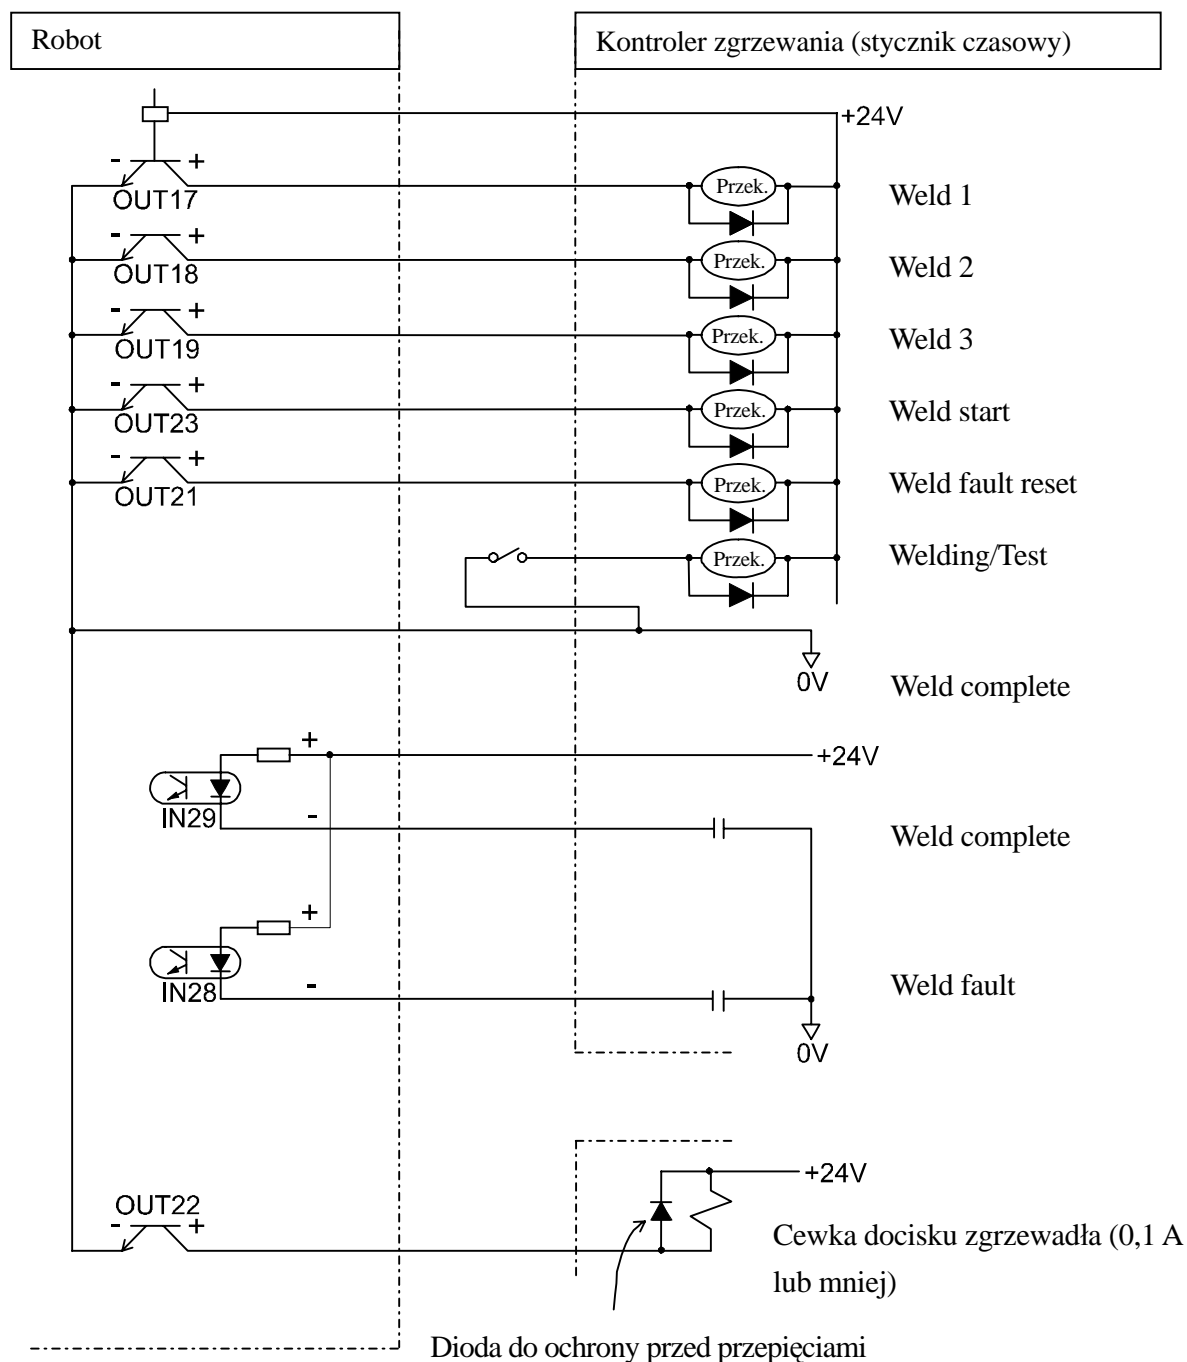 Robot
Kontroler zgrzewania (stycznik czasowy)
+24V
- +
OUT17
Przek.
Weld 1
- +
OUT18
Przek.
Weld 2
- +
OUT19
Przek.
Weld 3
- +
OUT23
Przek.
Weld start
- +
OUT21
Przek.
Weld fault reset
Przek.
Welding/Test
0V
Weld complete
+
+24V
IN29
-
Weld complete
+
IN28
-
Weld fault
0V
+24V
OUT22
- +
Cewka docisku zgrzewadła (0,1 A
lub mniej)
Dioda do ochrony przed przepięciami